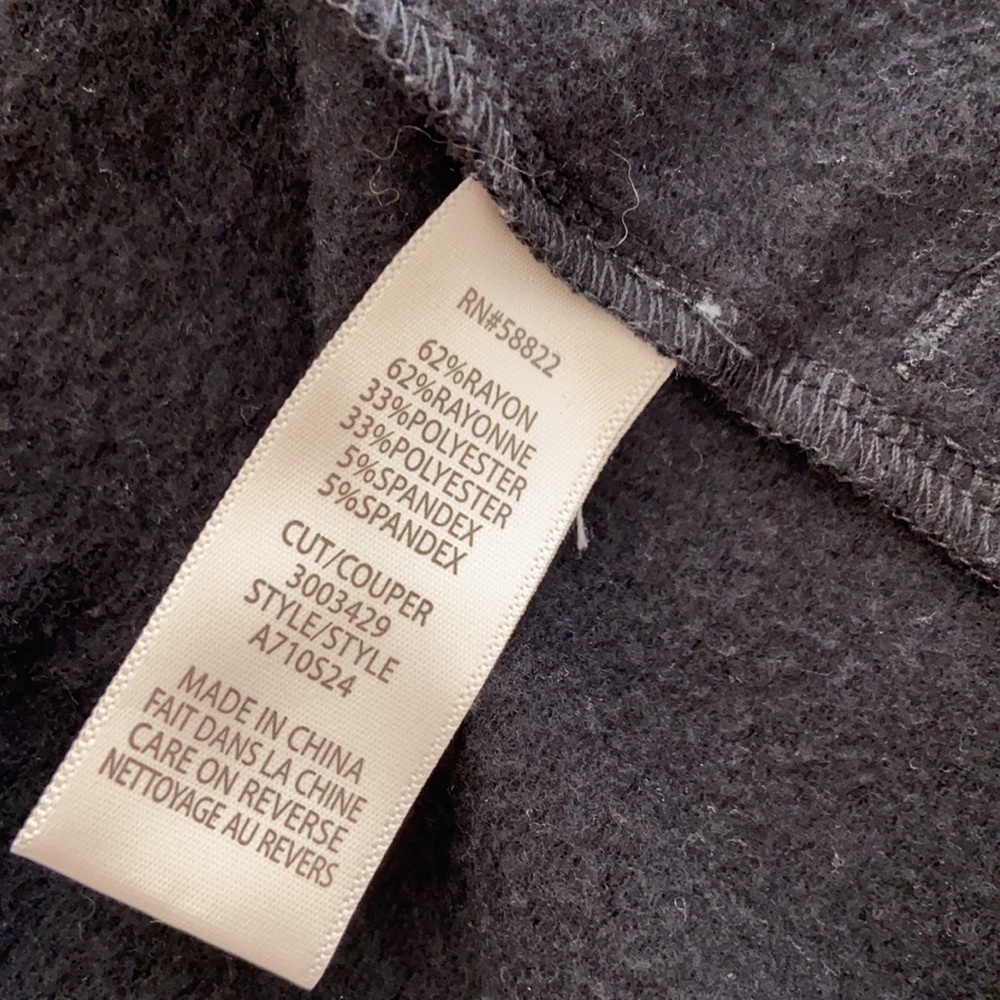 RN#58822
62%RAYON
62%RAYONNE
33%POLYESTER
33%POLYESTER
5%SPANDEX
5%SPANDEX
CUT/COUPER
3003429
STYLE/STYLE
A710S24
MADE IN CHINA
FAIT DANS LA CHINE
CARE ON REVERSE
NETTOYAGE AU REVERS